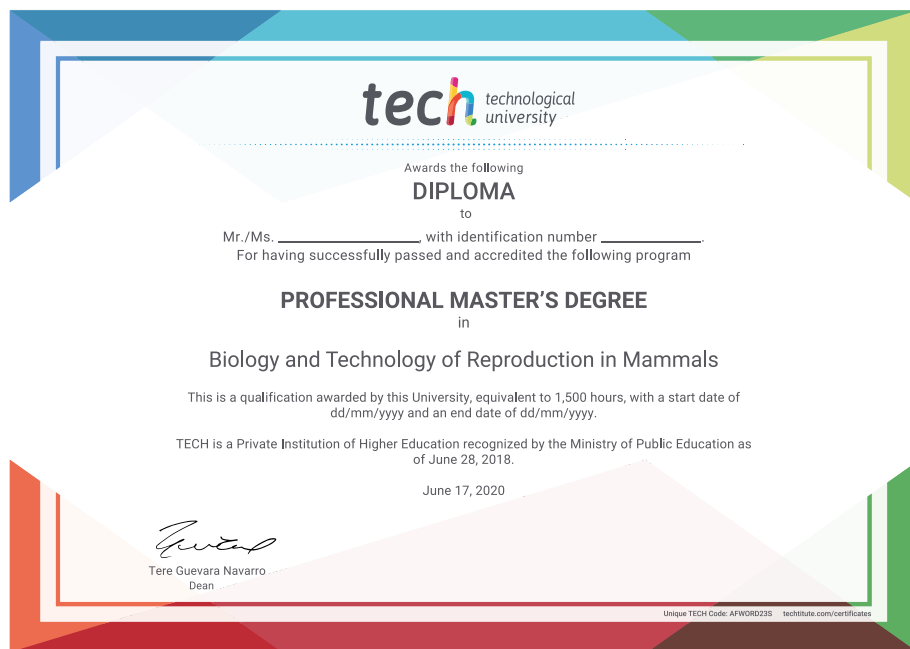 tech technological
university
Awards the following
DIPLOMA
to
Mr./Ms. ____________________, with identification number ______________.
For having successfully passed and accredited the following program
PROFESSIONAL MASTER'S DEGREE
in
Biology and Technology of Reproduction in Mammals
This is a qualification awarded by this University, equivalent to 1,500 hours, with a start date of
dd/mm/yyyy and an end date of dd/mm/yyyy.
TECH is a Private Institution of Higher Education recognized by the Ministry of Public Education as
of June 28, 2018.
June 17, 2020
Tere Guevara Navarro
Dean
Unique TECH Code: AFWORD23S techtitute.com/certificates